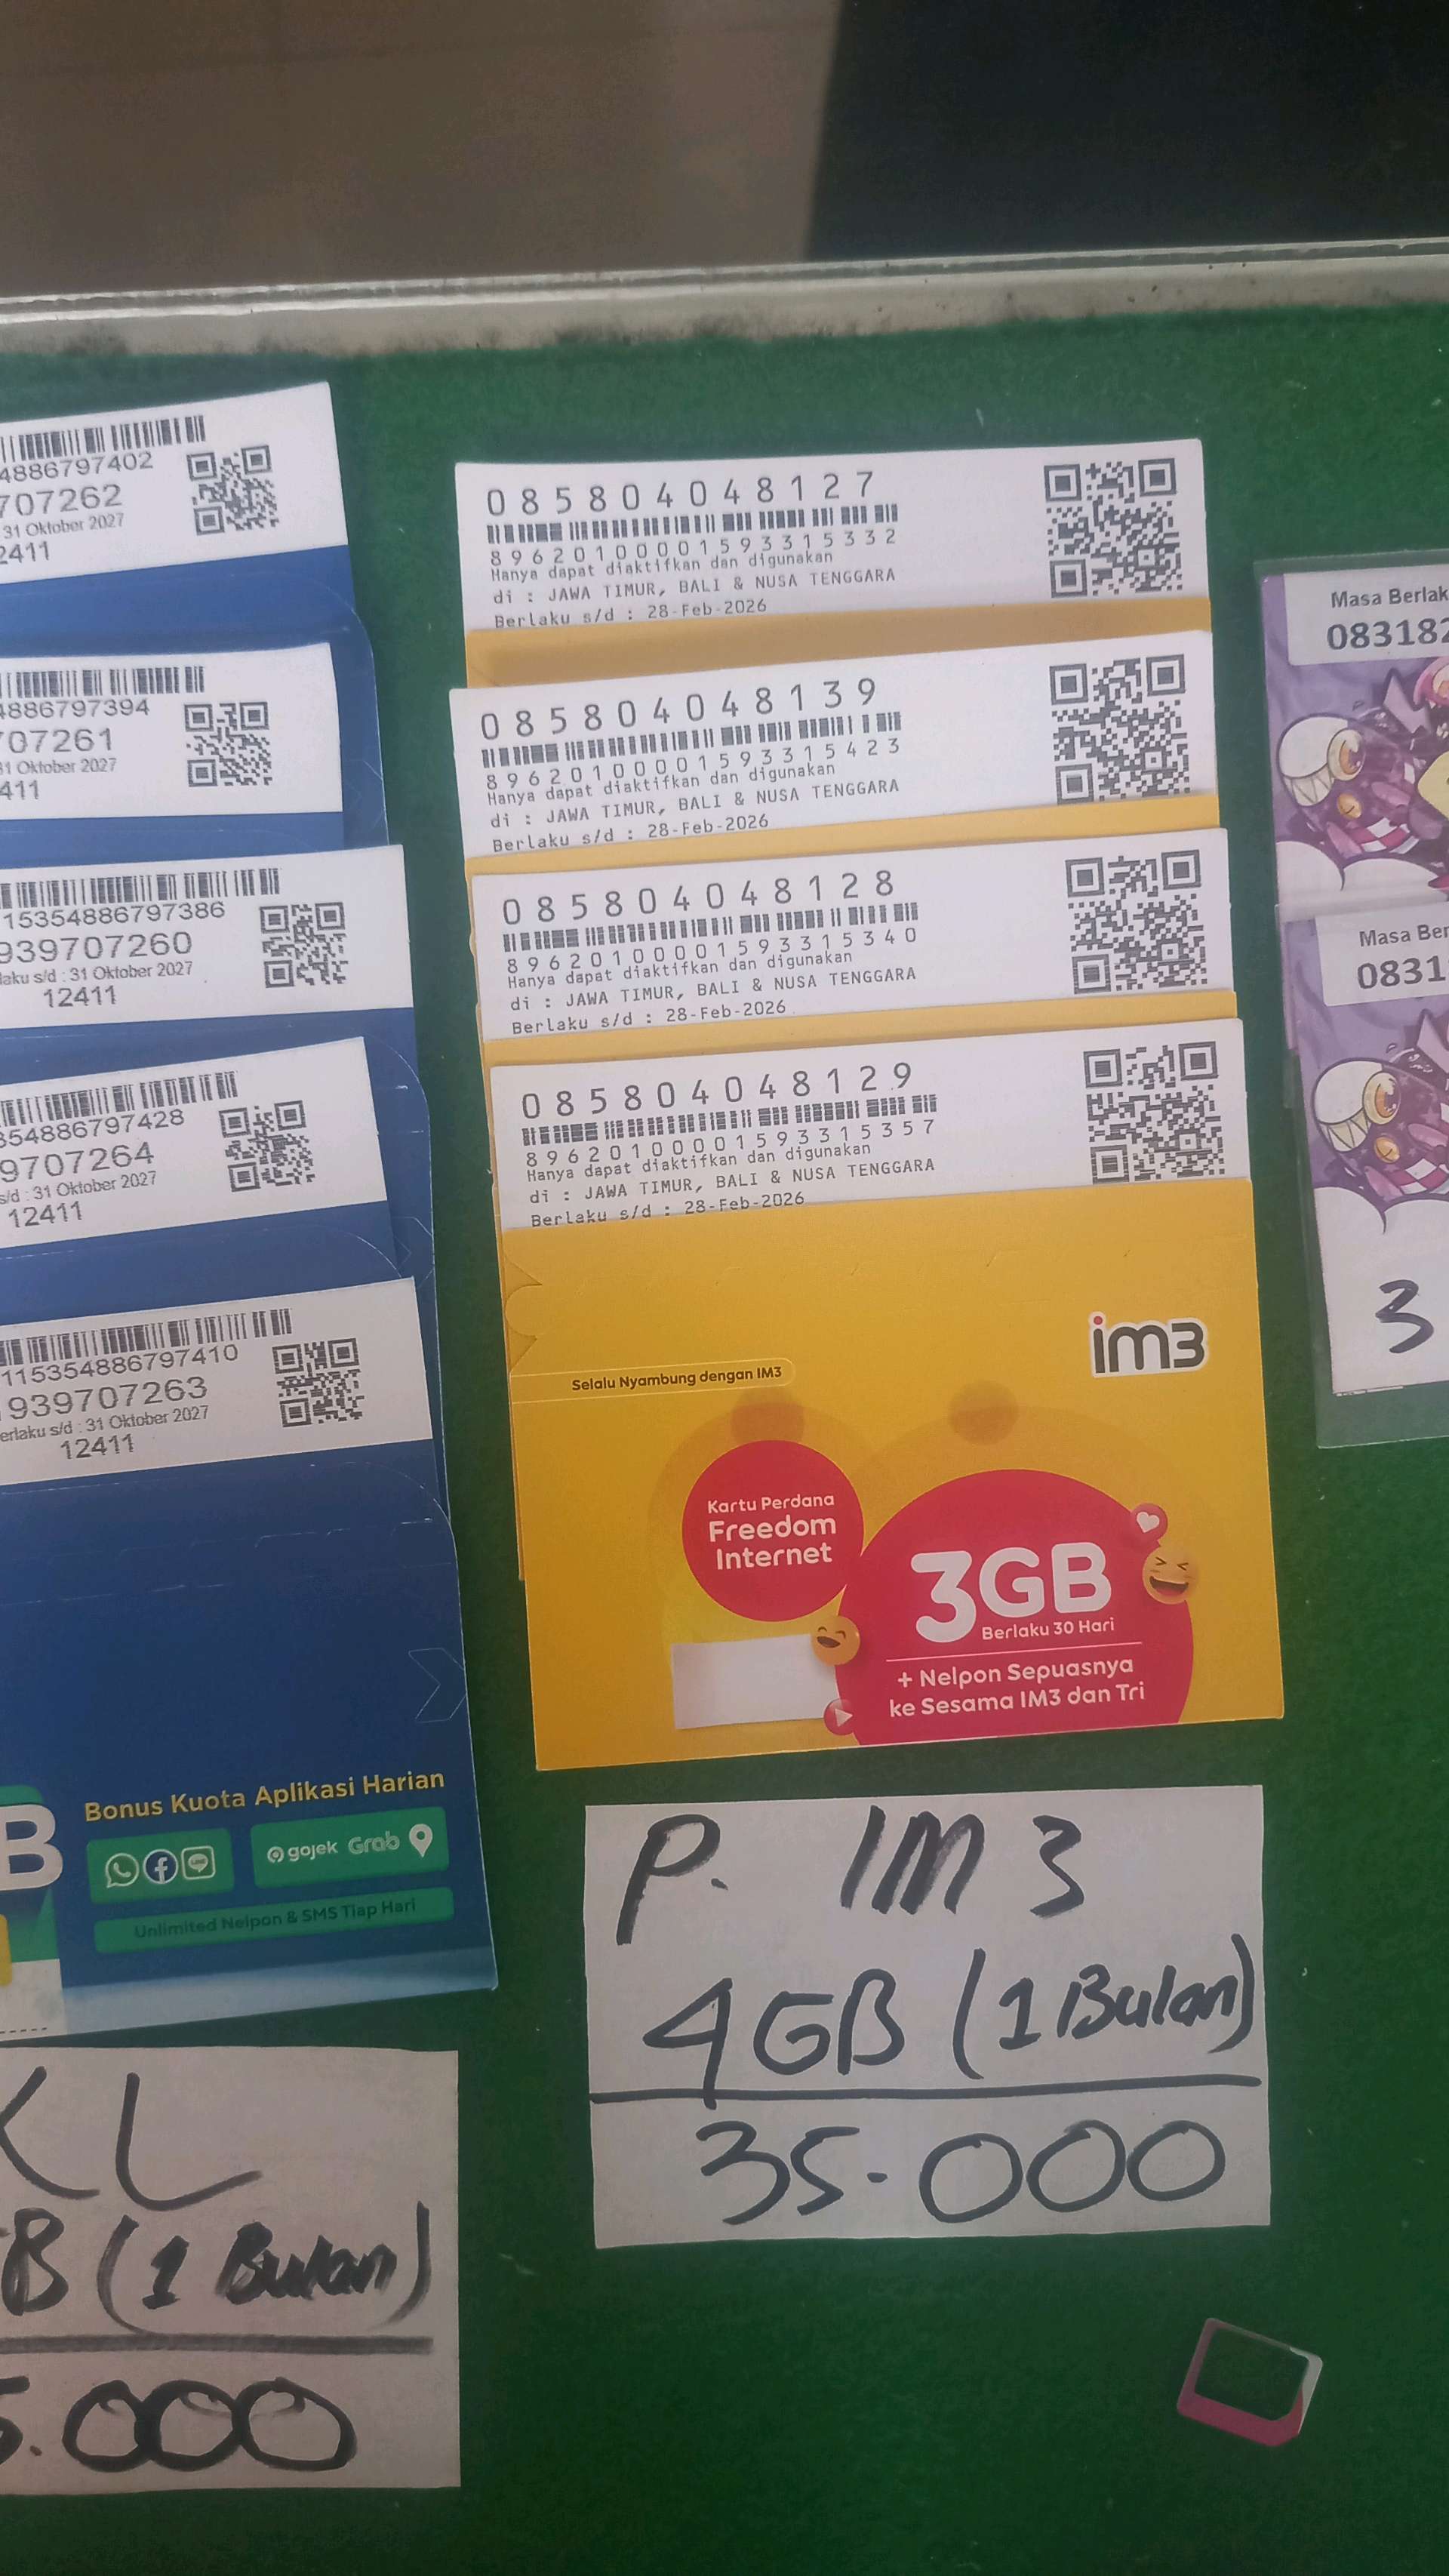 4886797402
707262
31 Oktober 2027
2411
4886797394
707261
31 Oktober 2027
411
15354886797386
939707260
laku s/d : 31 Oktober 2027
12411
354886797428
9707264
s/d : 31 Oktober 2027
12411
115354886797410
939707263
erlaku s/d : 31 Oktober 2027
12411
B
Bonus Kuota Aplikasi Harian
gojek Grab
Unlimited Nelpon & SMS Tiap Hari
XL
B (1 Bulan)
5.000
085804048127
8962010000159331 5332
Hanya dapat diaktifkan dan digunakan
di : JAWA TIMUR, BALI & NUSA TENGGARA
Berlaku s/d : 28-Feb-2026
085804048139
89620100001593315423
Hanya dapat diaktifkan dan digunakan
di : JAWA TIMUR, BALI & NUSA TENGGARA
Berlaku s/d : 28-Feb-2026
085804048128
89620100001593315340
Hanya dapat diaktifkan dan digunakan
di : JAWA TIMUR, BALI & NUSA TENGGARA
Berlaku s/d : 28-Feb-2026
085804048129
89620100001593315357
Hanya dapat diaktifkan dan digunakan
di : JAWA TIMUR, BALI & NUSA TENGGARA
Berlaku s/d : 28-Feb-2026
im3
Selalu Nyambung dengan IM3
Kartu Perdana
Freedom
Internet
3GB
Berlaku 30 Hari
+ Nelpon Sepuasnya
ke Sesama IM3 dan Tri
P. IM3
4GB (1 Bulan)
35.000
Masa Berlak
083182
Masa Ber
0831
3